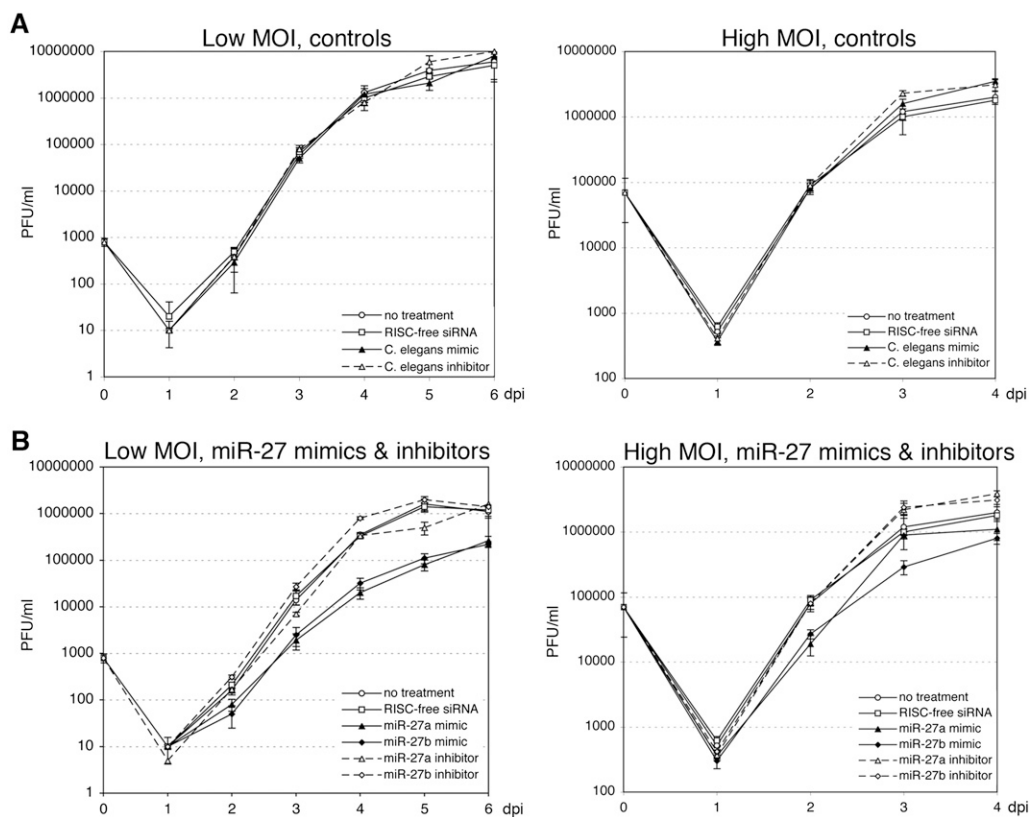 A
Low MOI, controls
PFU/ml
10000000
1000000
100000
10000
1000
100
10
1
0 1 2 3 4 5 6 dpi
no treatment
RISC-free siRNA
C. elegans mimic
C. elegans inhibitor
High MOI, controls
PFU/ml
10000000
1000000
100000
10000
1000
100
0 1 2 3 4 dpi
no treatment
RISC-free siRNA
C. elegans mimic
C. elegans inhibitor
B
Low MOI, miR-27 mimics & inhibitors
PFU/ml
10000000
1000000
100000
10000
1000
100
10
1
0 1 2 3 4 5 6 dpi
no treatment
RISC-free siRNA
miR-27a mimic
miR-27b mimic
miR-27a inhibitor
miR-27b inhibitor
High MOI, miR-27 mimics & inhibitors
PFU/ml
10000000
1000000
100000
10000
1000
100
0 1 2 3 4 dpi
no treatment
RISC-free siRNA
miR-27a mimic
miR-27b mimic
miR-27a inhibitor
miR-27b inhibitor